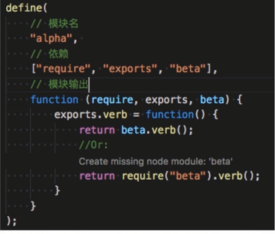 define(
// 模块名
"alpha",
// 依赖
["require", "exports", "beta"],
// 模块输出
function (require, exports, beta) {
exports.verb = function() {
return beta.verb();
//Or:
Create missing node module: 'beta'
return require("beta").verb();
}
}
);